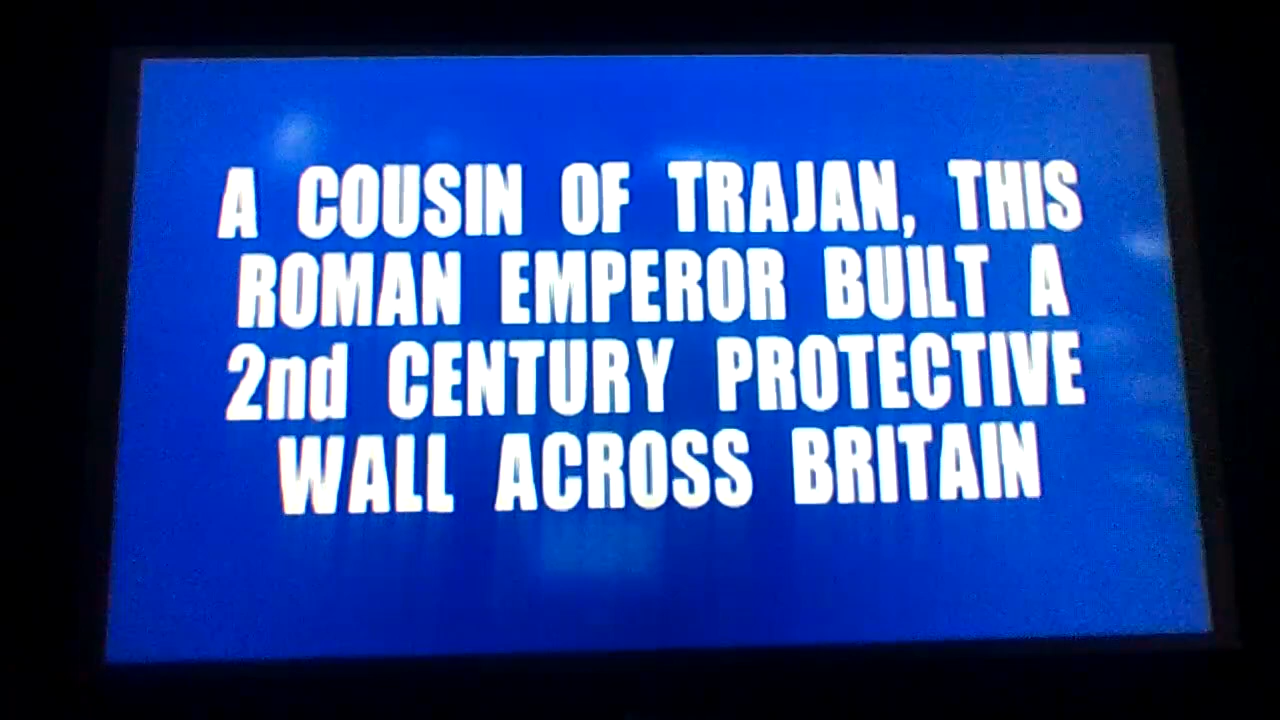 A COUSIN OF TRAJAN, THIS
ROMAN EMPEROR BUILT A
2nd CENTURY PROTECTIVE
WALL ACROSS BRITAIN